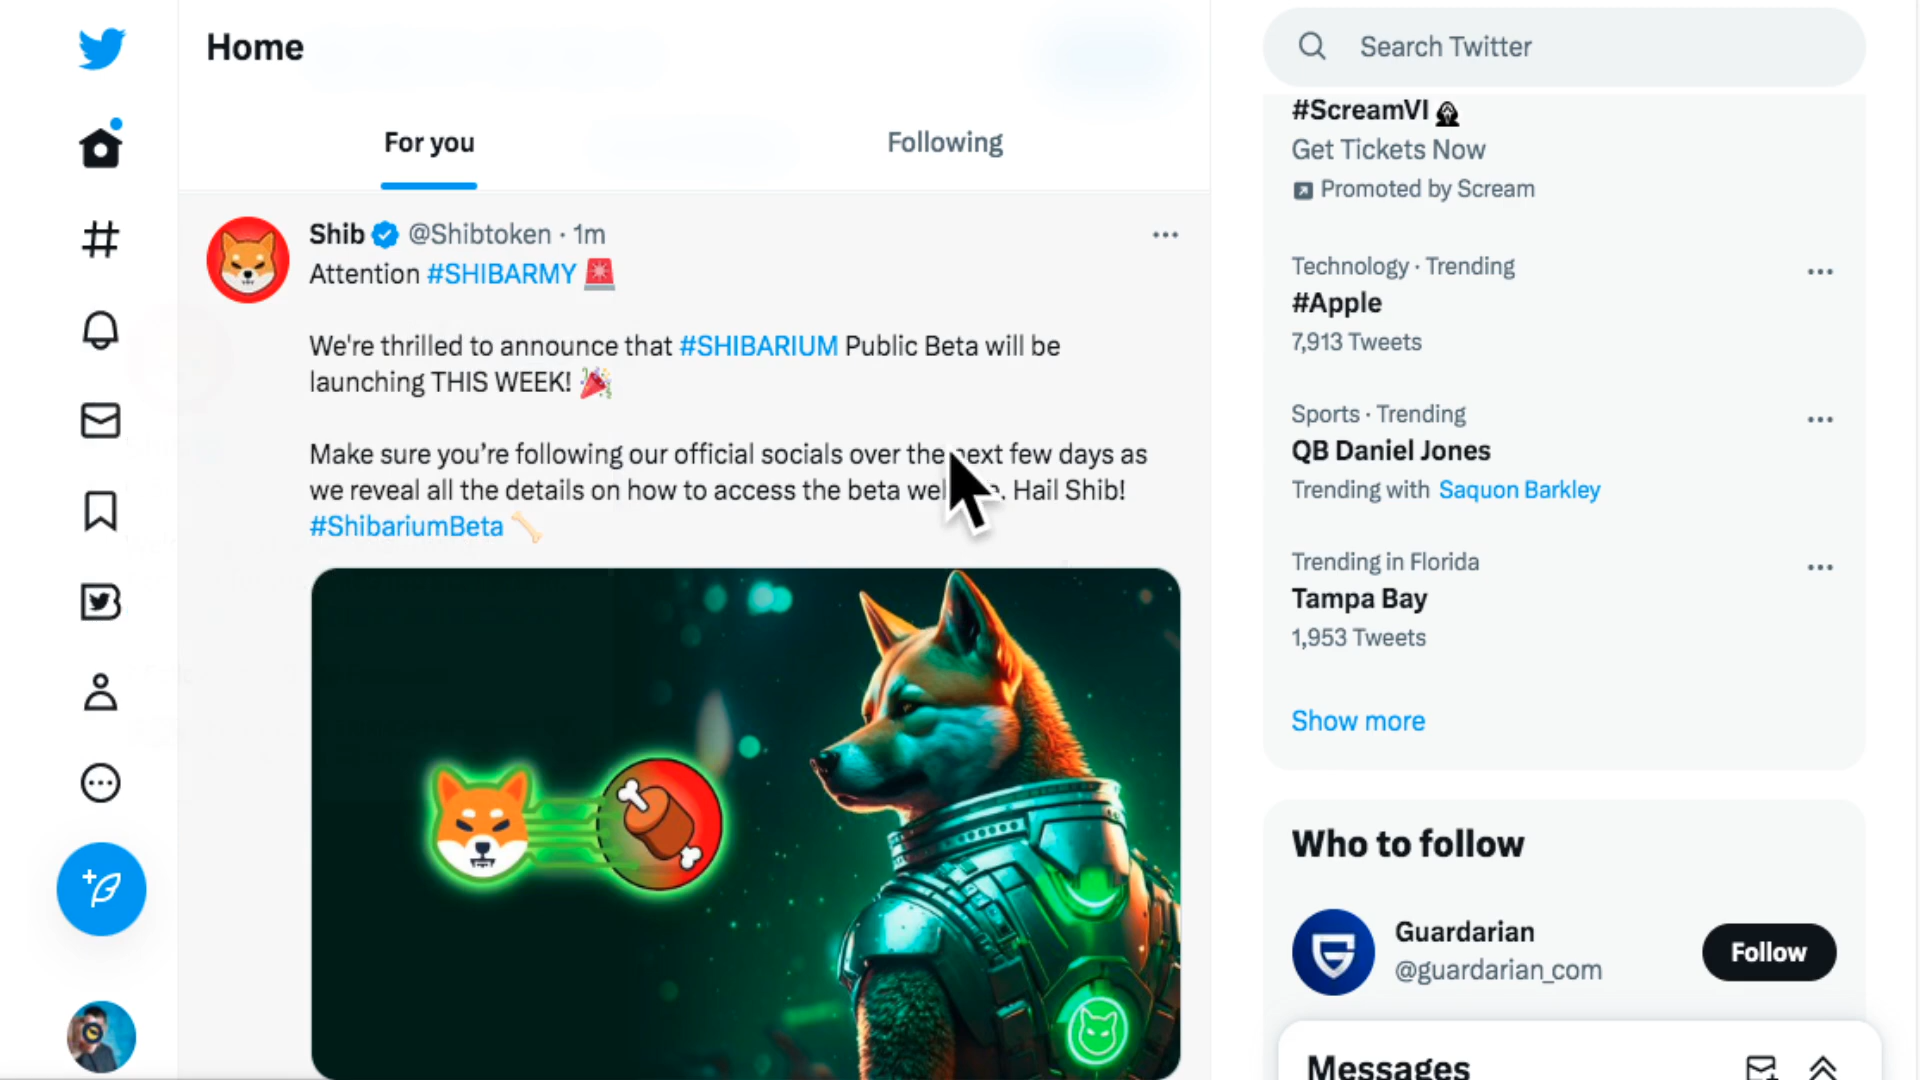 Home
For you
Following
Shib @Shibtoken · 1m
Attention #SHIBARMY 🚨
We're thrilled to announce that #SHIBARIUM Public Beta will be
launching THIS WEEK! 🎉
Make sure you’re following our official socials over the next few days as
we reveal all the details on how to access the beta . Hail Shib!
#ShibariumBeta 🦴
Search Twitter
#ScreamVI
Get Tickets Now
Promoted by Scream
Technology · Trending
#Apple
7,913 Tweets
Sports · Trending
QB Daniel Jones
Trending with Saquon Barkley
Trending in Florida
Tampa Bay
1,953 Tweets
Show more
Who to follow
Guardarian
@guardarian_com
Follow
Messages